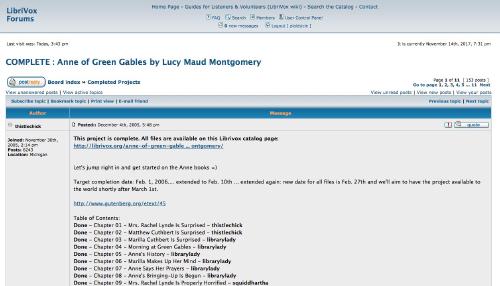 LibriVox
Forums
Home Page - Guides for Listeners & Volunteers (LibriVox wiki) - Search the Catalog - Contact
FAQ Search Members User Control Panel
0 new messages Logout [ plaidsicle ]
Last visit was: Today, 3:43 pm
It is currently November 14th, 2017, 7:31 pm
COMPLETE : Anne of Green Gables by Lucy Maud Montgomery
postreply Board index » Completed Projects
Page 1 of 11 [ 153 posts ]
Go to page 1, 2, 3, 4, 5 ... 11 Next
View unanswered posts | View active topics
View unread posts | View new posts | View your posts
Subscribe topic | Bookmark topic | Print view | E-mail friend
Previous topic | Next topic
Author Message
thistlechick
Posted: December 4th, 2005, 5:48 pm
quote
Joined: November 30th,
2005, 2:14 pm
Posts: 6243
Location: Michigan
This project is complete. All files are available on this Librivox catalog page:
http://librivox.org/anne-of-green-gable ... ontgomery/
Let's jump right in and get started on the Anne books =)
Target completion date: Feb. 1, 2006.... extended to Feb. 10th ... extended again: new date for all files is Feb. 27th and we'll aim to have the project available to
the world shortly after March 1st.
http://www.gutenberg.org/etext/45
Table of Contents:
Done – Chapter 01 – Mrs. Rachel Lynde Is Surprised – thistlechick
Done – Chapter 02 – Matthew Cuthbert Is Surprised – librarylady
Done – Chapter 03 – Marilla Cuthbert Is Surprised – librarylady
Done – Chapter 04 – Morning at Green Gables – librarylady
Done – Chapter 05 – Anne's History – librarylady
Done – Chapter 06 – Marilla Makes Up Her Mind – librarylady
Done – Chapter 07 – Anne Says Her Prayers – librarylady
Done – Chapter 08 – Anne's Bringing-Up Is Begun – librarylady
Done – Chapter 09 – Mrs. Rachel Lynde Is Properly Horrified – squiddhartha